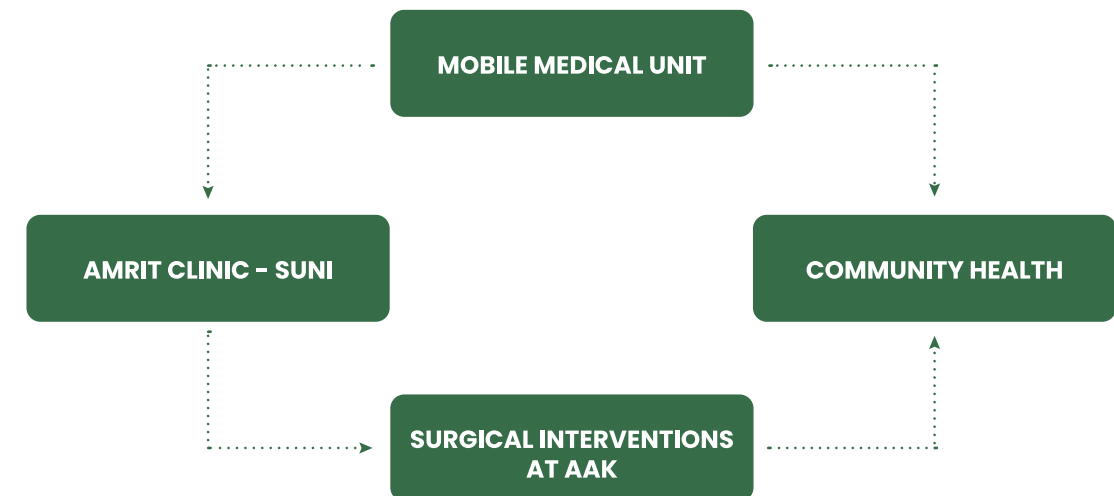 MOBILE MEDICAL UNIT
AMRIT CLINIC - SUNI
COMMUNITY HEALTH
SURGICAL INTERVENTIONS
AT AAK